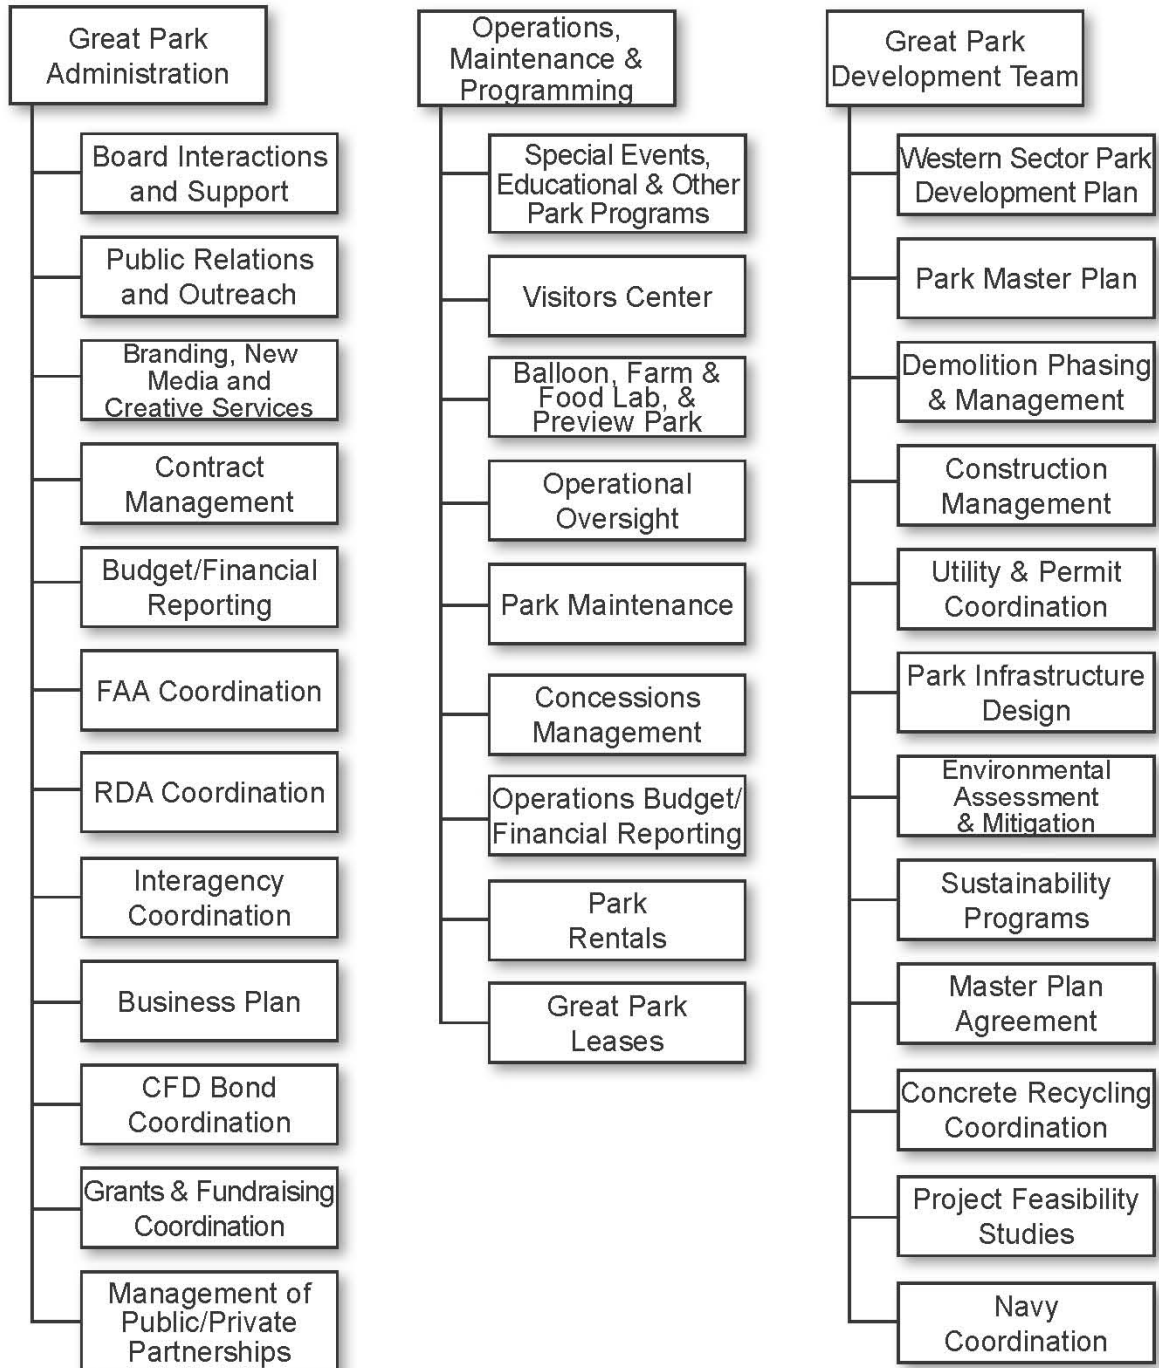 Great Park
Administration
Board Interactions
and Support
Public Relations
and Outreach
Branding, New
Media and
Creative Services
Contract
Management
Budget/Financial
Reporting
FAA Coordination
RDA Coordination
Interagency
Coordination
Business Plan
CFD Bond
Coordination
Grants & Fundraising
Coordination
Management of
Public/Private
Partnerships
Operations,
Maintenance &
Programming
Special Events,
Educational & Other
Park Programs
Visitors Center
Balloon, Farm &
Food Lab, &
Preview Park
Operational
Oversight
Park Maintenance
Concessions
Management
Operations Budget/
Financial Reporting
Park
Rentals
Great Park
Leases
Great Park
Development Team
Western Sector Park
Development Plan
Park Master Plan
Demolition Phasing
& Management
Construction
Management
Utility & Permit
Coordination
Park Infrastructure
Design
Environmental
Assessment
& Mitigation
Sustainability
Programs
Master Plan
Agreement
Concrete Recycling
Coordination
Project Feasibility
Studies
Navy
Coordination